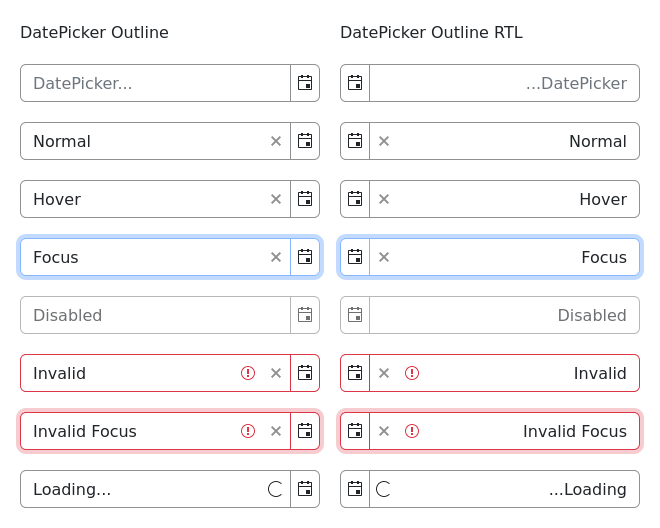 DatePicker Outline
DatePicker Outline RTL
DatePicker...
...DatePicker
Normal
Normal
Hover
Hover
Focus
Focus
Disabled
Disabled
Invalid
Invalid
Invalid Focus
Invalid Focus
Loading...
...Loading